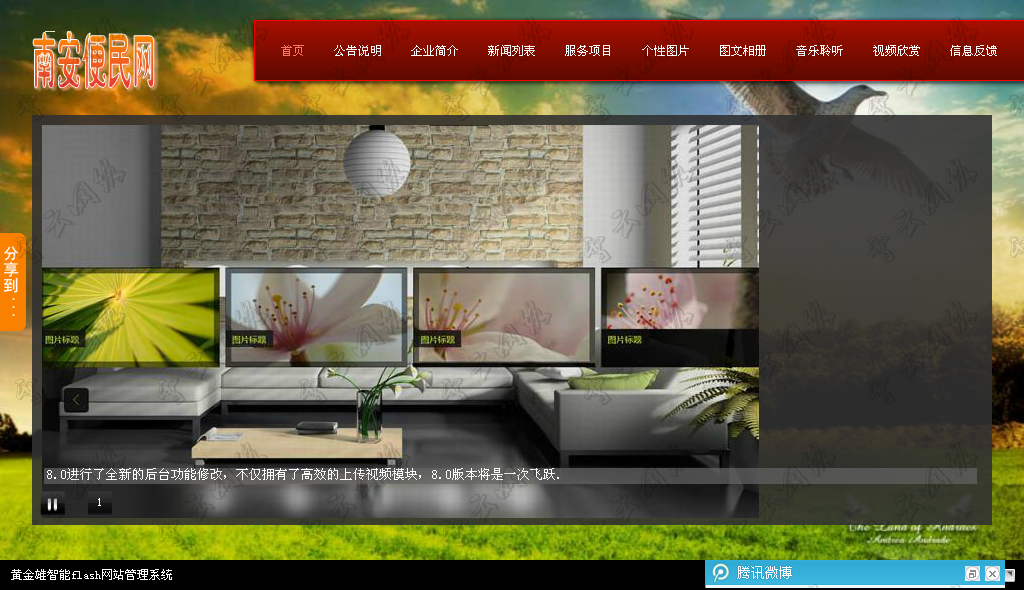 南安便民网
首页 公告说明 企业简介 新闻列表 服务项目 个性图片 图文相册 音乐聆听 视频欣赏 信息反馈
分享到：
图片标题 图片标题 图片标题 图片标题
8.0进行了全新的后台功能修改，不仅拥有了高效的上传视频模块，8.0版本将是一次飞跃.
1
The Land of Andraex
Andrea Andrade
黄金雄智能flash网站管理系统
腾讯微博